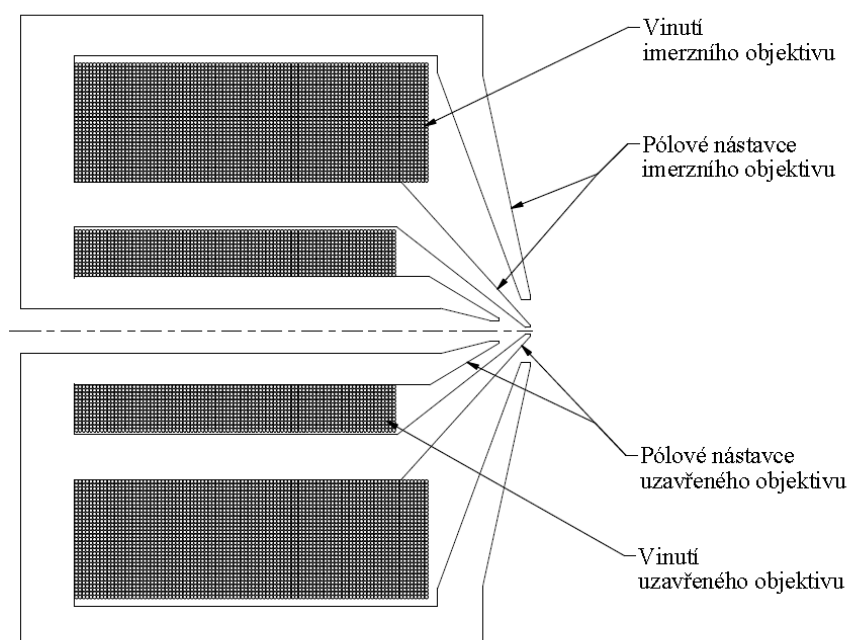 Vinutí
imerzního objektivu
Pólové nástavce
imerzního objektivu
Pólové nástavce
uzavřeného objektivu
Vinutí
uzavřeného objektivu